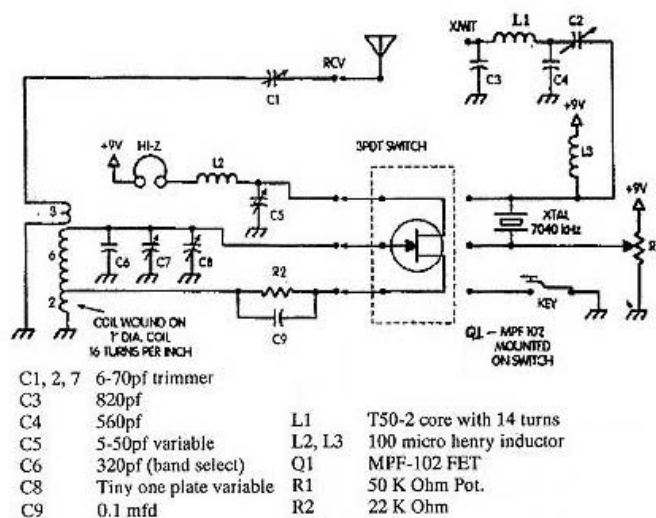 XMIT
L1
C2
RCV
C1
C3
C4
+9V
+9V
HI-Z
L2
3PDT SWITCH
L3
+9V
C5
XTAL
7040 kHz
3
6
2
C6
C7
C8
R2
C9
KEY
COIL WOUND ON
1" DIA. COIL
16 TURNS PER INCH
Q1 — MPF 102
MOUNTED
ON SWITCH
C1, 2, 7 6-70pf trimmer
C3 820pf
C4 560pf
C5 5-50pf variable
C6 320pf (band select)
C8 Tiny one plate variable
C9 0.1 mfd
L1 T50-2 core with 14 turns
L2, L3 100 micro henry inductor
Q1 MPF-102 FET
R1 50 K Ohm Pot.
R2 22 K Ohm